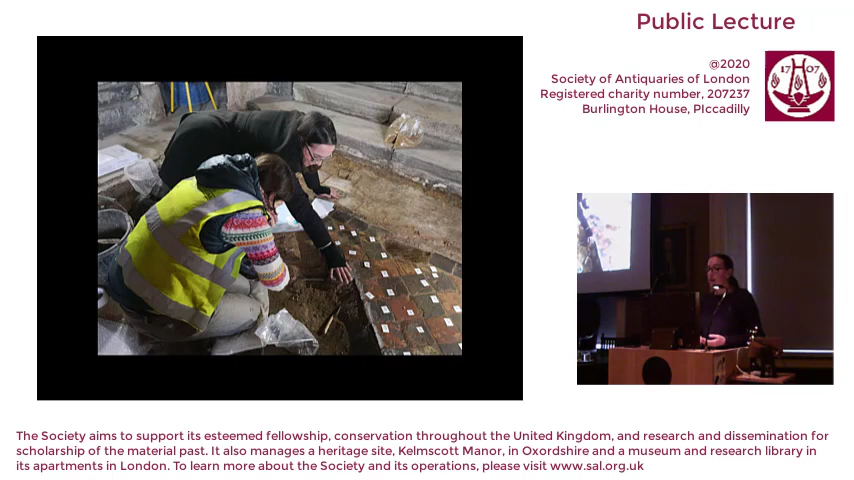 Public Lecture
@2020
Society of Antiquaries of London
Registered charity number, 207237
Burlington House, PIccadilly
17 07
The Society aims to support its esteemed fellowship, conservation throughout the United Kingdom, and research and dissemination for
scholarship of the material past. It also manages a heritage site, Kelmscott Manor, in Oxordshire and a museum and research library in
its apartments in London. To learn more about the Society and its operations, please visit www.sal.org.uk